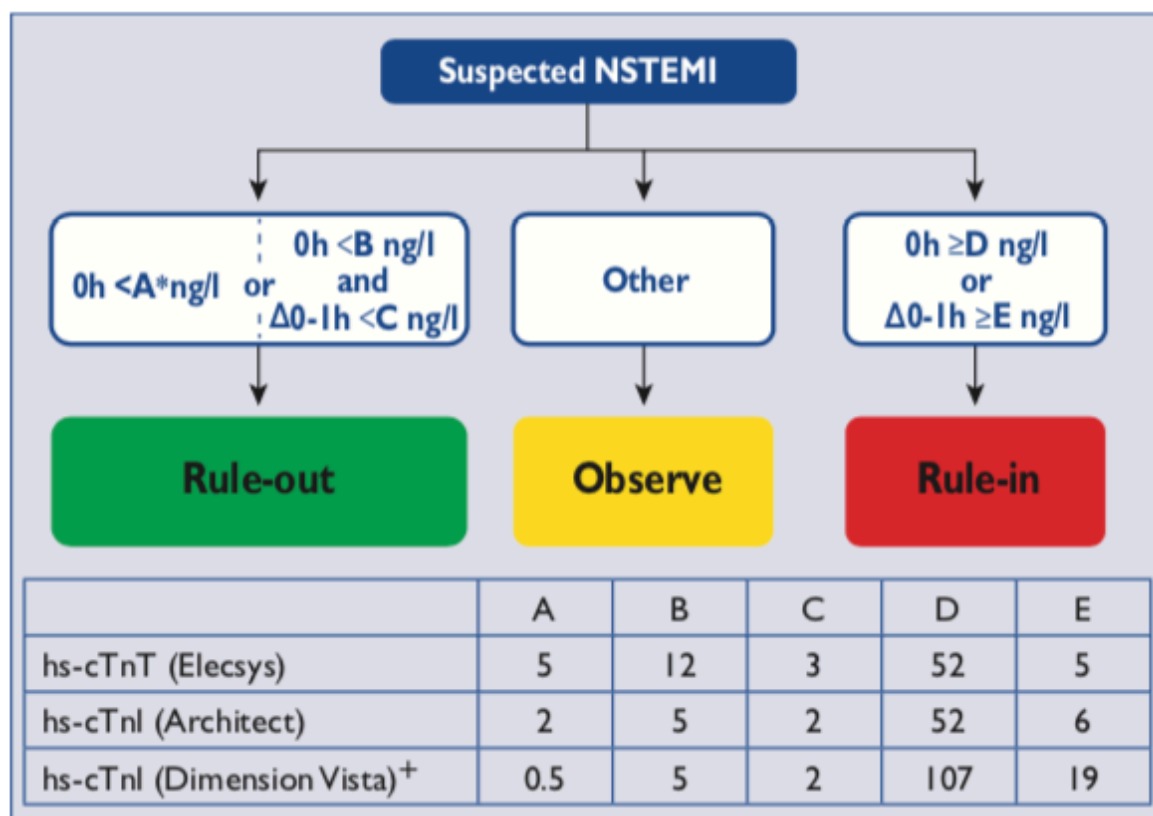 Suspected NSTEMI
0h <A*ng/l or
0h <B ng/l
and
Δ0-1h <C ng/l
Other
0h ≥D ng/l
or
Δ0-1h ≥E ng/l
Rule-out
Observe
Rule-in
A B C D E
hs-cTnT (Elecsys) 5 12 3 52 5
hs-cTnI (Architect) 2 5 2 52 6
hs-cTnI (Dimension Vista)+ 0.5 5 2 107 19